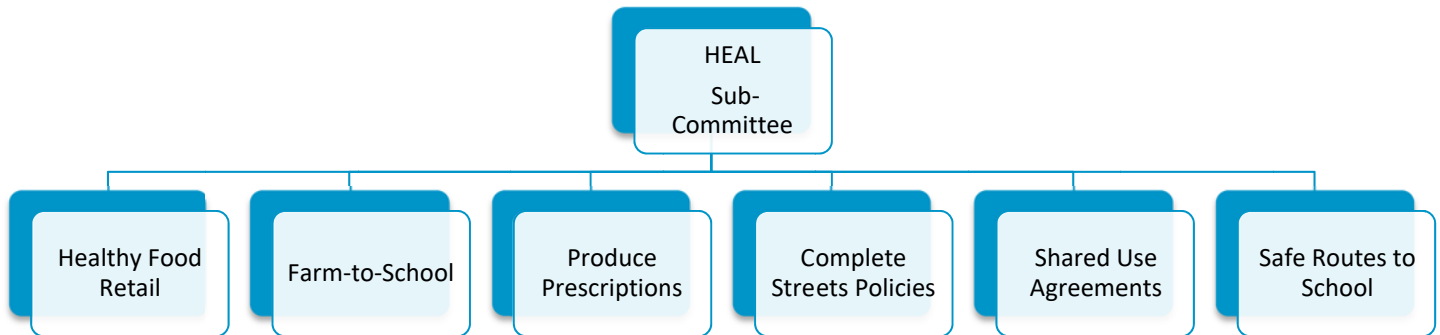 HEAL
Sub-
Committee
Healthy Food
Retail
Farm-to-School
Produce
Prescriptions
Complete
Streets Policies
Shared Use
Agreements
Safe Routes to
School